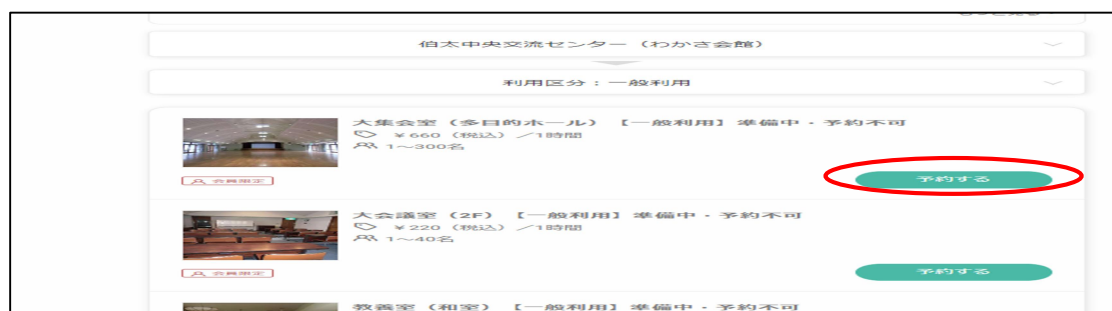 もっと見る
伯太中央交流センター（わかさ会館）
利用区分：一般利用
大集会室（多目的ホール）【一般利用】準備中・予約不可
￥660（税込）／1時間
1～300名
会員限定
予約する
大会議室（2F）【一般利用】準備中・予約不可
￥220（税込）／1時間
1～40名
会員限定
予約する
教養室（和室）【一般利用】準備中・予約不可